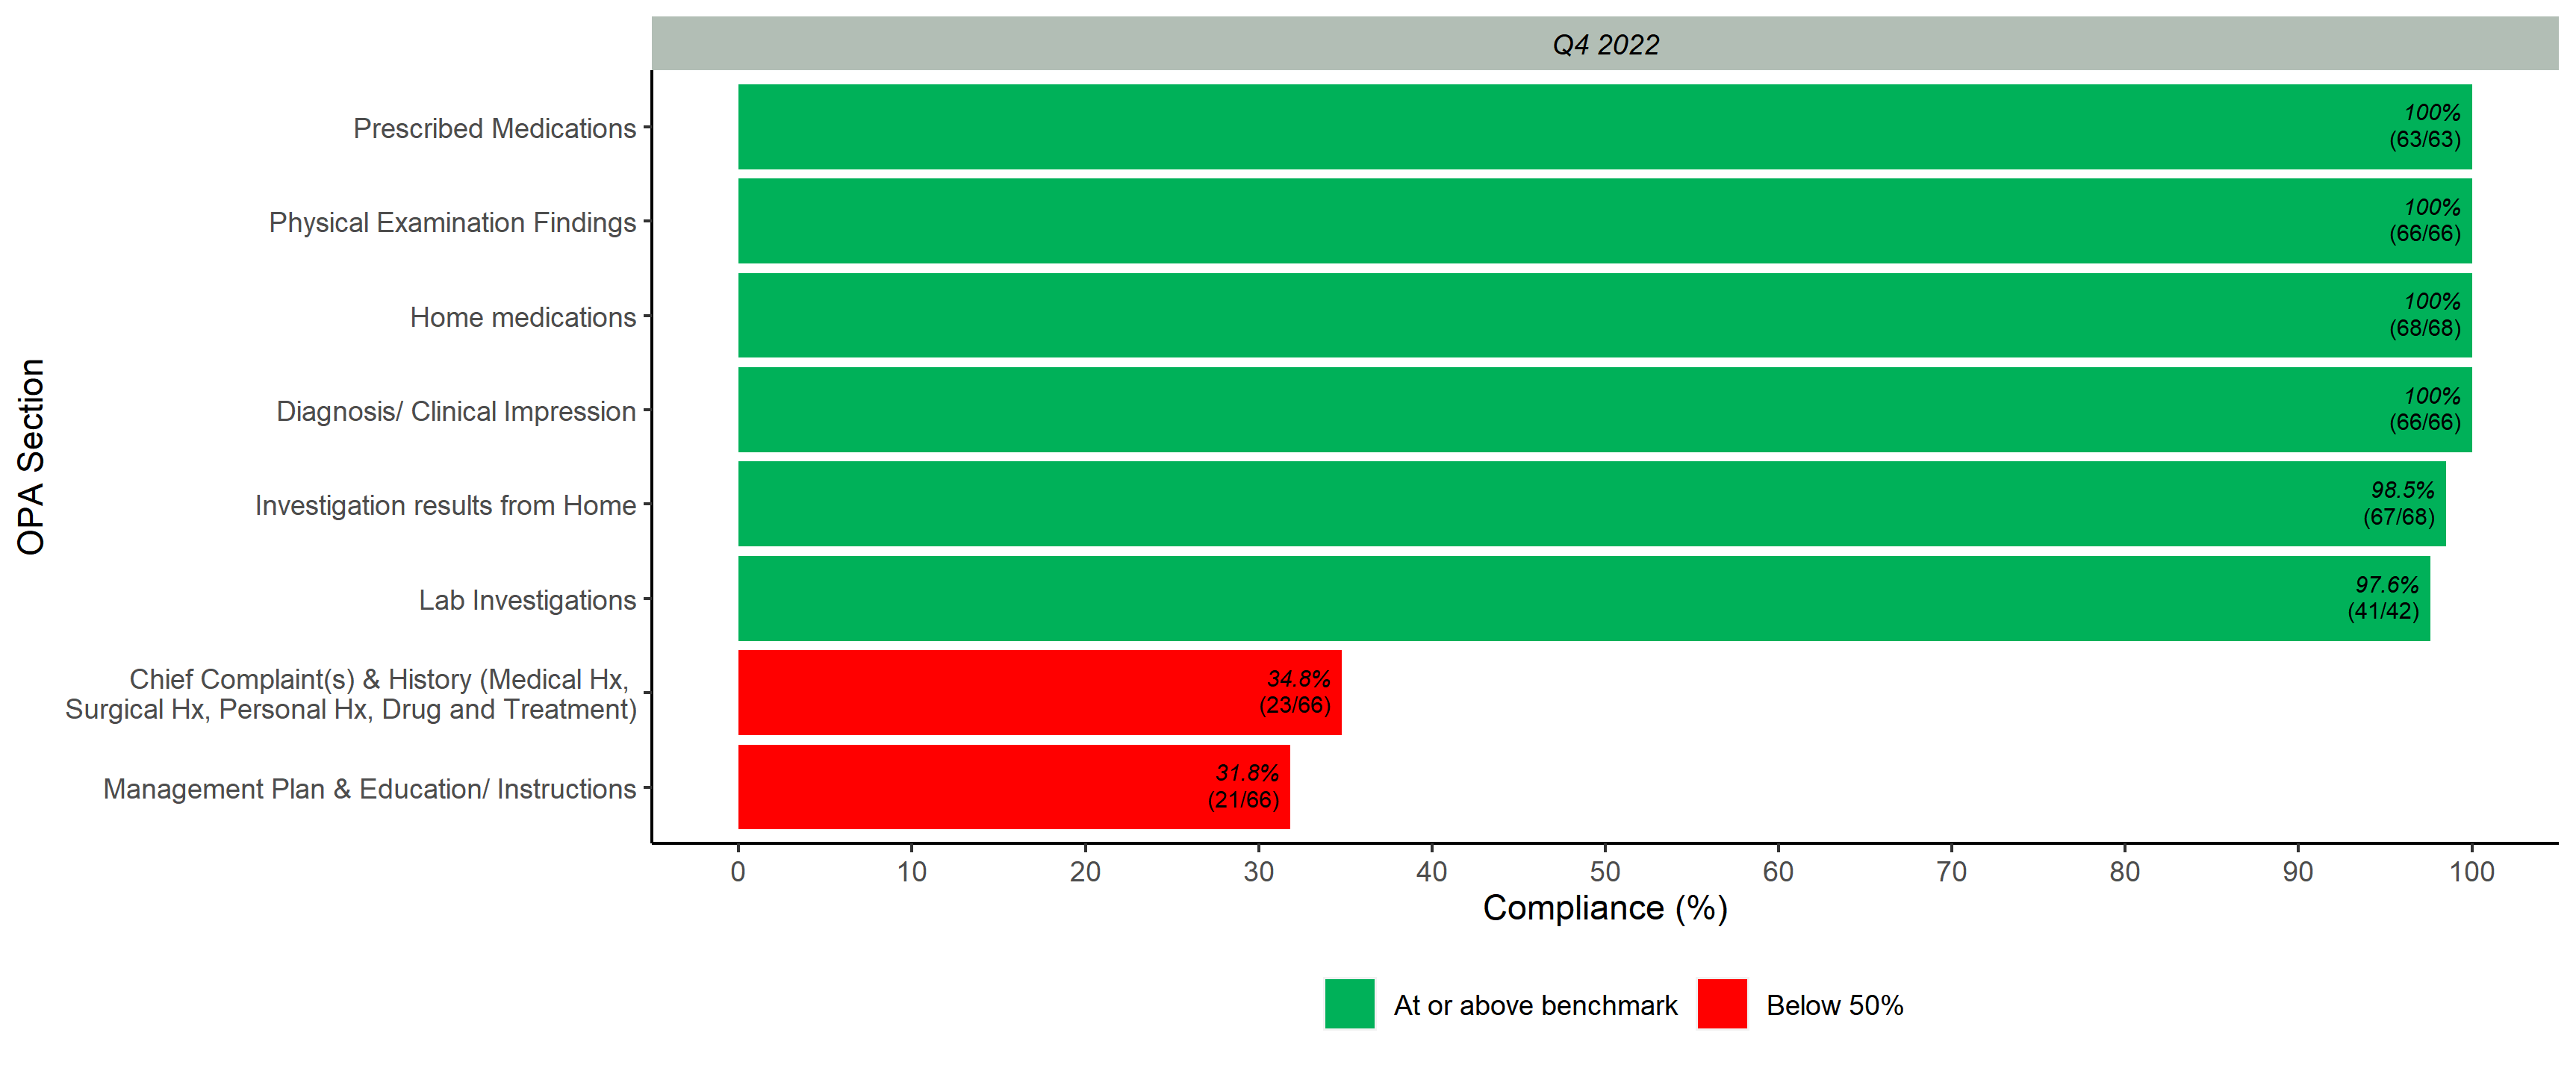 Q4 2022
OPA Section
Prescribed Medications
100%
(63/63)
Physical Examination Findings
100%
(66/66)
Home medications
100%
(68/68)
Diagnosis/ Clinical Impression
100%
(66/66)
Investigation results from Home
98.5%
(67/68)
Lab Investigations
97.6%
(41/42)
Chief Complaint(s) & History (Medical Hx,
Surgical Hx, Personal Hx, Drug and Treatment)
34.8%
(23/66)
Management Plan & Education/ Instructions
31.8%
(21/66)
0 10 20 30 40 50 60 70 80 90 100
Compliance (%)
At or above benchmark
Below 50%